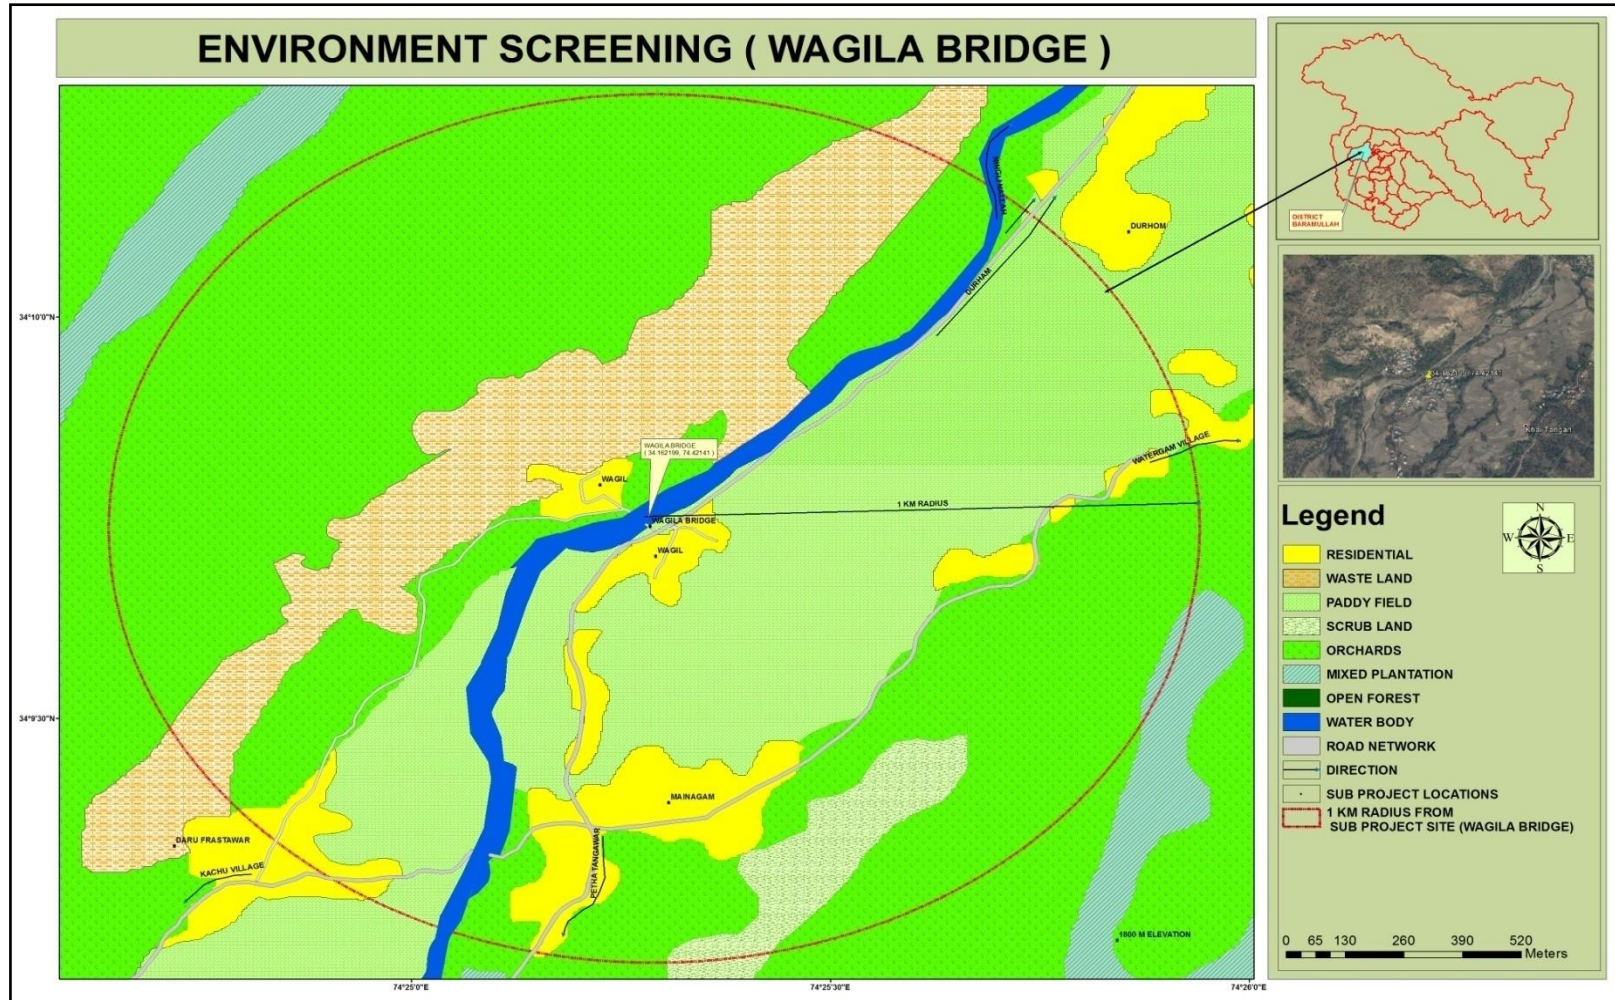 ENVIRONMENT SCREENING ( WAGILA BRIDGE )
DISTRICT
BARAMULLAH
DURHOM
DURHAM
34°10'0"N
WATERGAM VILLAGE
WAGILA BRIDGE
( 34.162199, 74.42141 )
WAGIL
1 KM RADIUS
WAGILA BRIDGE
WAGIL
34°9'30"N
MAINAGAM
DARU FRASTAWAR
KACHU VILLAGE
PETHA TANGAWAR
1800 M ELEVATION
74°25'0"E
74°25'30"E
74°26'0"E
Legend
N
W
E
S
RESIDENTIAL
WASTE LAND
PADDY FIELD
SCRUB LAND
ORCHARDS
MIXED PLANTATION
OPEN FOREST
WATER BODY
ROAD NETWORK
DIRECTION
SUB PROJECT LOCATIONS
1 KM RADIUS FROM
SUB PROJECT SITE (WAGILA BRIDGE)
0 65 130 260 390 520
Meters